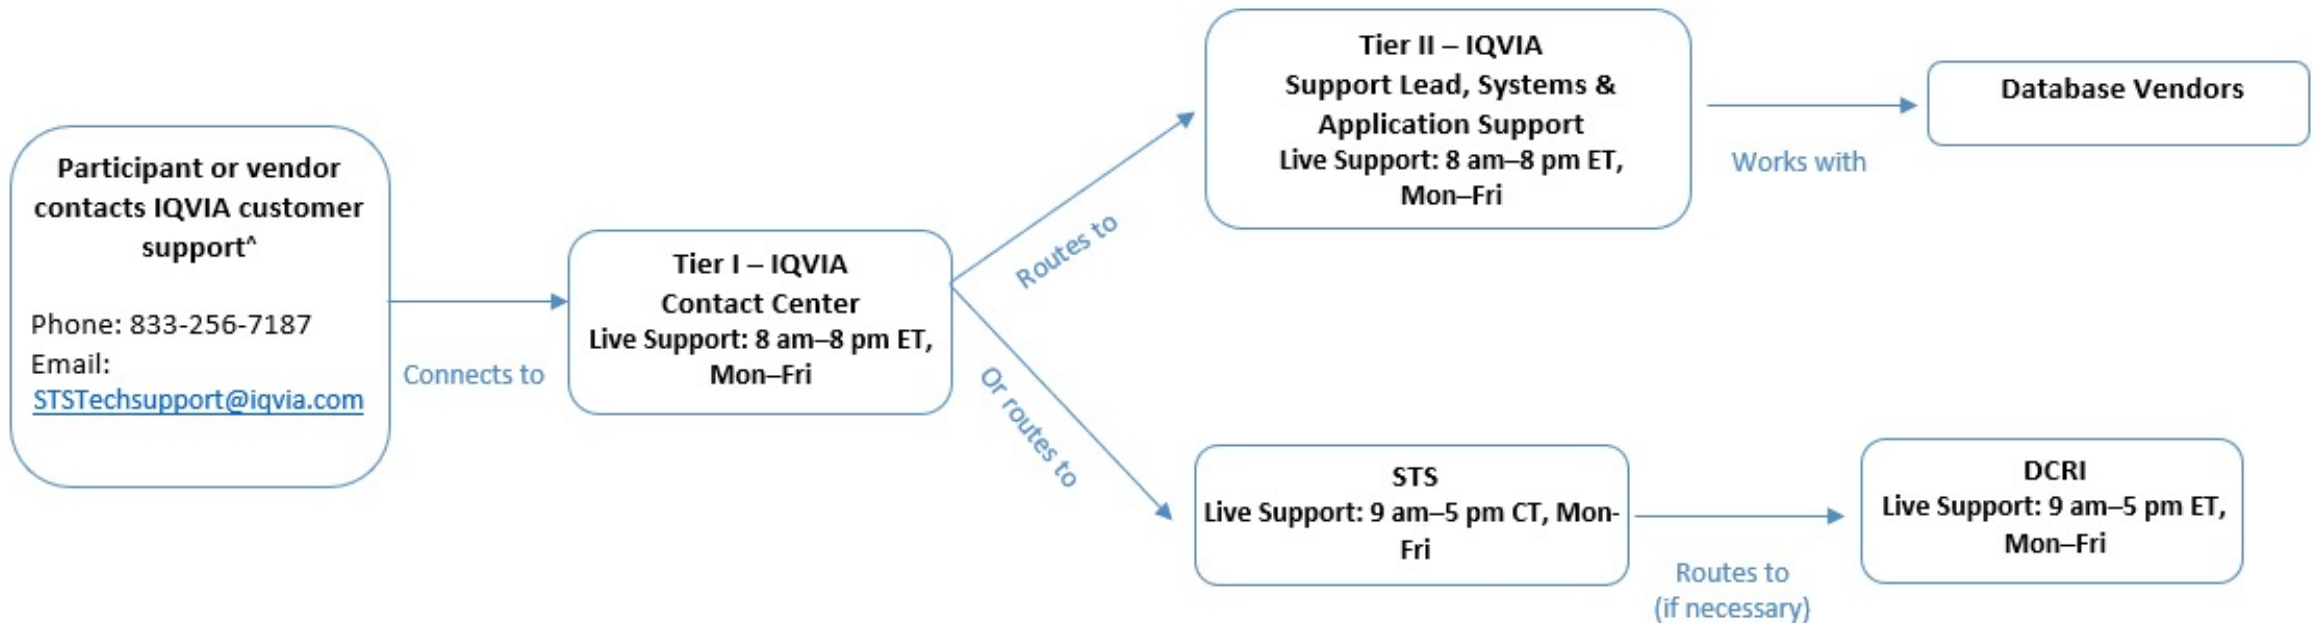 Participant or vendor
contacts IQVIA customer
support^
Phone: 833-256-7187
Email:
STSTechsupport@iqvia.com
Connects to
Tier I – IQVIA
Contact Center
Live Support: 8 am–8 pm ET,
Mon–Fri
Routes to
Tier II – IQVIA
Support Lead, Systems &
Application Support
Live Support: 8 am–8 pm ET,
Mon–Fri
Works with
Database Vendors
Or routes to
STS
Live Support: 9 am–5 pm CT, Mon-
Fri
Routes to
(if necessary)
DCRI
Live Support: 9 am–5 pm ET,
Mon–Fri